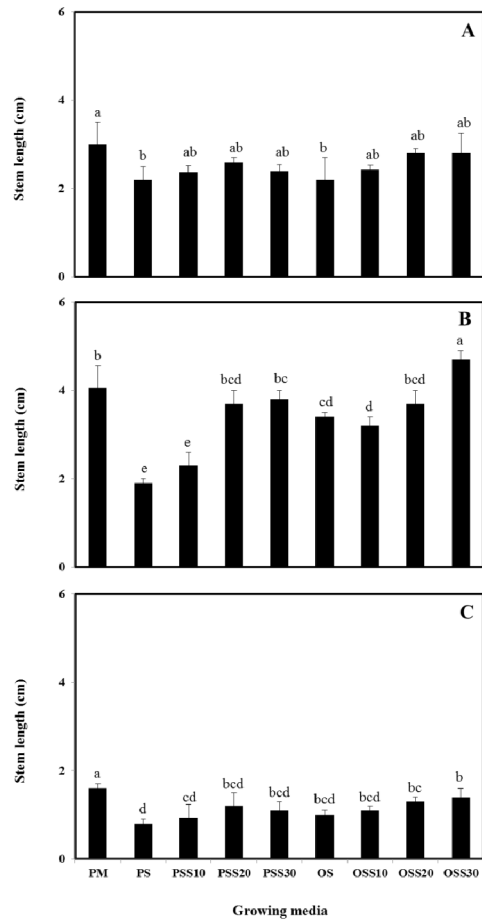 A
Stem length (cm)
6
4
2
0
a b ab ab ab b ab ab ab
B
Stem length (cm)
6
4
2
0
b e e bcd bc cd d bcd a
C
Stem length (cm)
6
4
2
0
a d cd bcd bcd bcd bcd bc b
PM PS PSS10 PSS20 PSS30 OS OSS10 OSS20 OSS30
Growing media